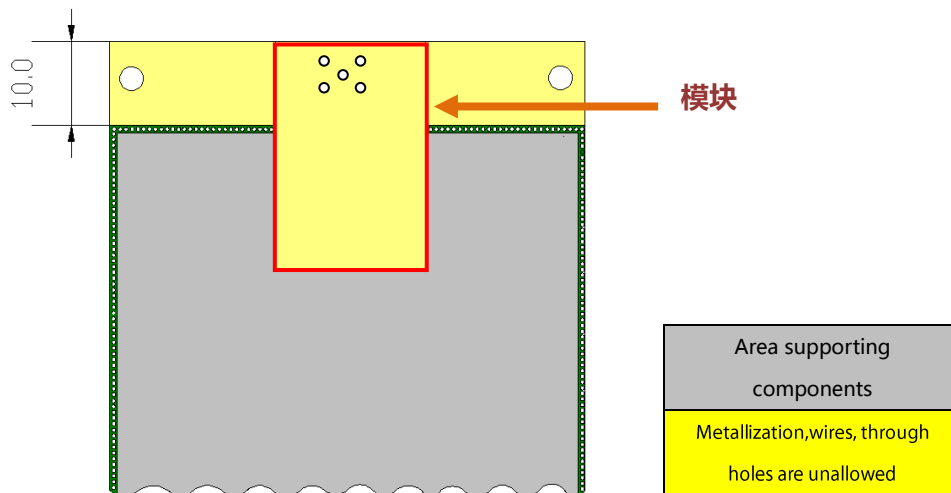 10.0
模块
Area supporting
components
Metallization,wires, through
holes are unallowed